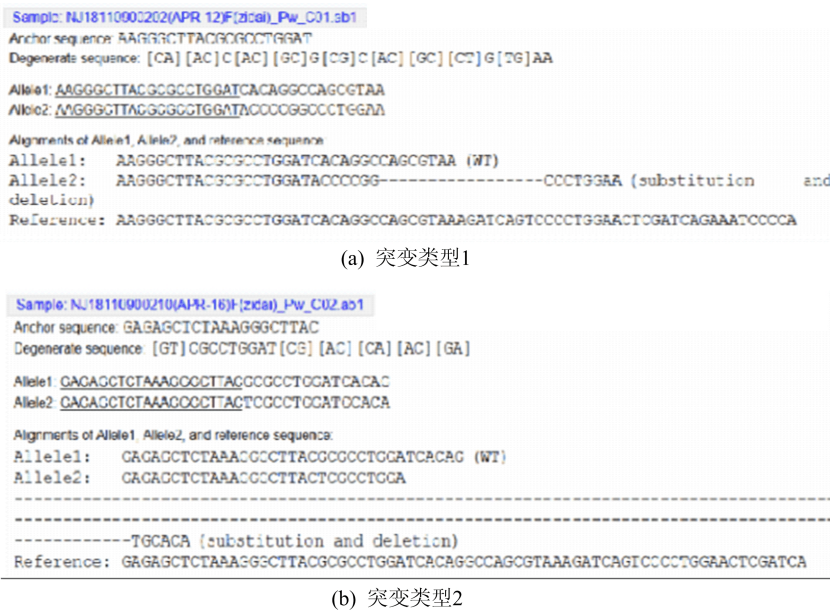 Sample: NJ18110900202(APR-12)F(zidai)_Pw_C01.ab1
Anchor sequence: AAGGGCTTACGCGCCTGGAT
Degenerate sequence: [CA][AC]C[AC][GC]G[CG]C[AC][GC][CT]G[TG]AA
Allele1: AAGGGCTTACGCGCCTGGATCACAGGCCAGCGTAA
Allele2: AAGGGCTTACGCGCCTGGATACCCCGGCCCTGGAA
Alignments of Allele1, Allele2, and reference sequence:
Allele1: AAGGGCTTACGCGCCTGGATCACAGGCCAGCGTAA (WT)
Allele2: AAGGGCTTACGCGCCTGGATACCCCGG-----------------CCCTGGAA (substitution and
deletion)
Reference: AAGGGCTTACGCGCCTGGATCACAGGCCAGCGTAAAGATCAGTCCCCTGGAACTCGATCAGAAATCCCCA
(a) 突变类型1
Sample: NJ18110900210(APR-16)F(zidai)_Pw_C02.ab1
Anchor sequence: GAGAGCTCTAAAGGGCTTAC
Degenerate sequence: [GT]CGCCTGGAT[CG][AC][CA][AC][GA]
Allele1: GAGAGCTCTAAAGGGCTTACGCGCCTGGATCACAG
Allele2: GAGAGCTCTAAAGGGCTTACTCGCCTGGATGCACA
Alignments of Allele1, Allele2, and reference sequence:
Allele1: GAGAGCTCTAAAGGGCTTACGCGCCTGGATCACAG (WT)
Allele2: GAGAGCTCTAAAGGGCTTACTCGCCTGGA
------------------------------------------------------------------------
------------------------------------------------------------------------
------------TGCACA (substitution and deletion)
Reference: GAGAGCTCTAAAGGGCTTACGCGCCTGGATCACAGGCCAGCGTAAAGATCAGTCCCCTGGAACTCGATCA
(b) 突变类型2